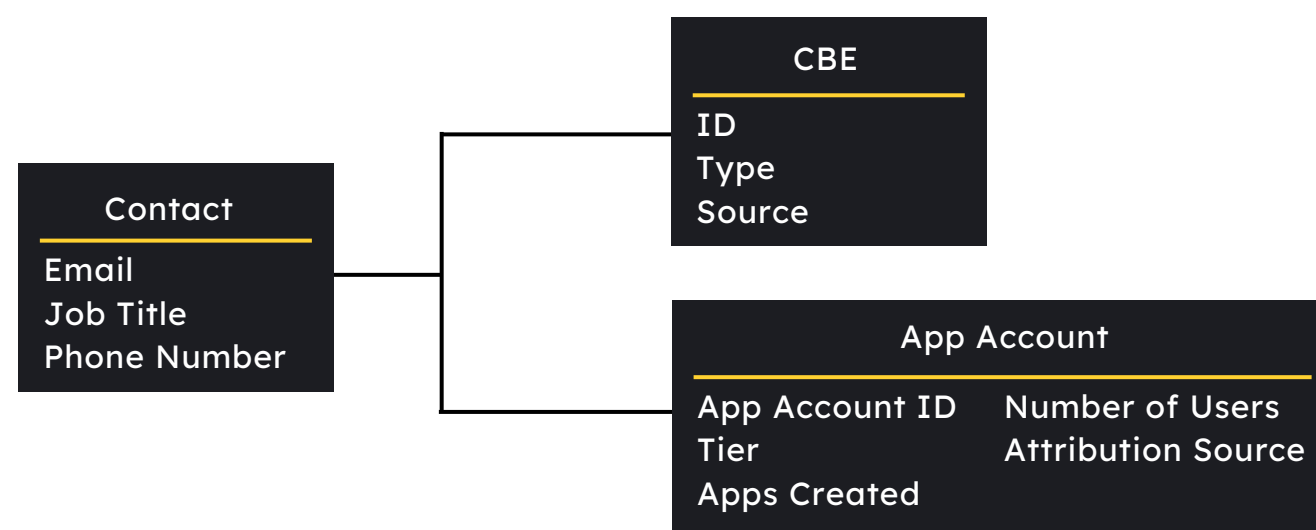 Contact
Email
Job Title
Phone Number
CBE
ID
Type
Source
App Account
App Account ID
Tier
Apps Created
Number of Users
Attribution Source